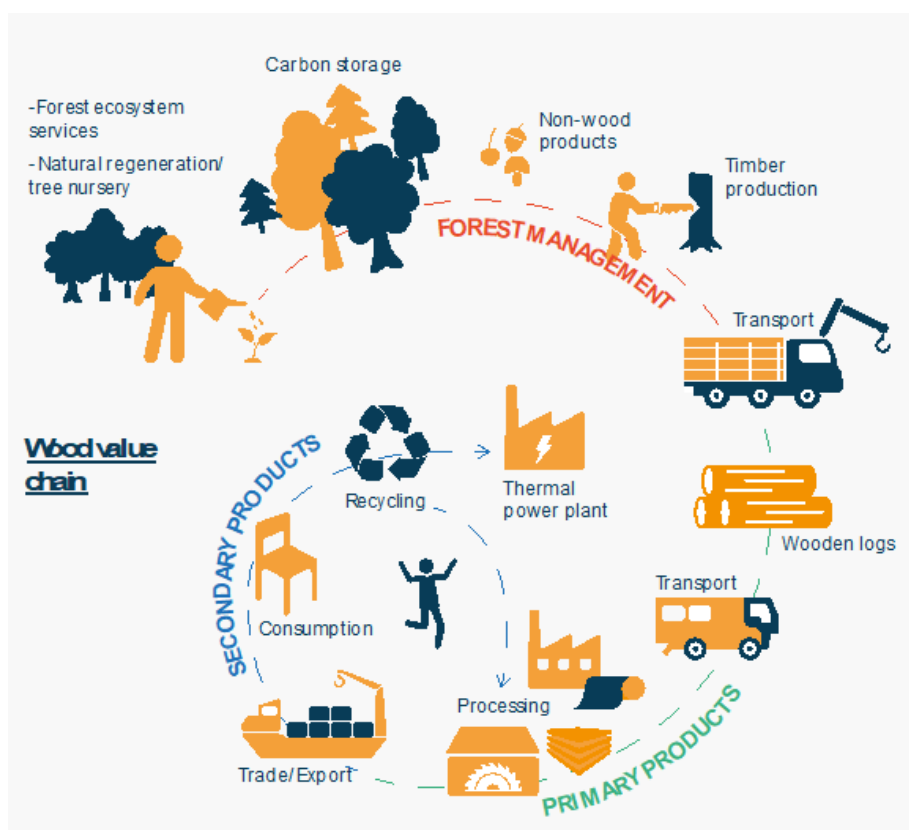 Carbon storage
-Forest ecosystem
services
-Natural regeneration/
tree nursery
Non-wood
products
Timber
production
FOREST MANAGEMENT
Transport
Wood value
chain
SECONDARY PRODUCTS
Recycling
Thermal
power plant
Wooden logs
Transport
Consumption
Processing
Trade/Export
PRIMARY PRODUCTS